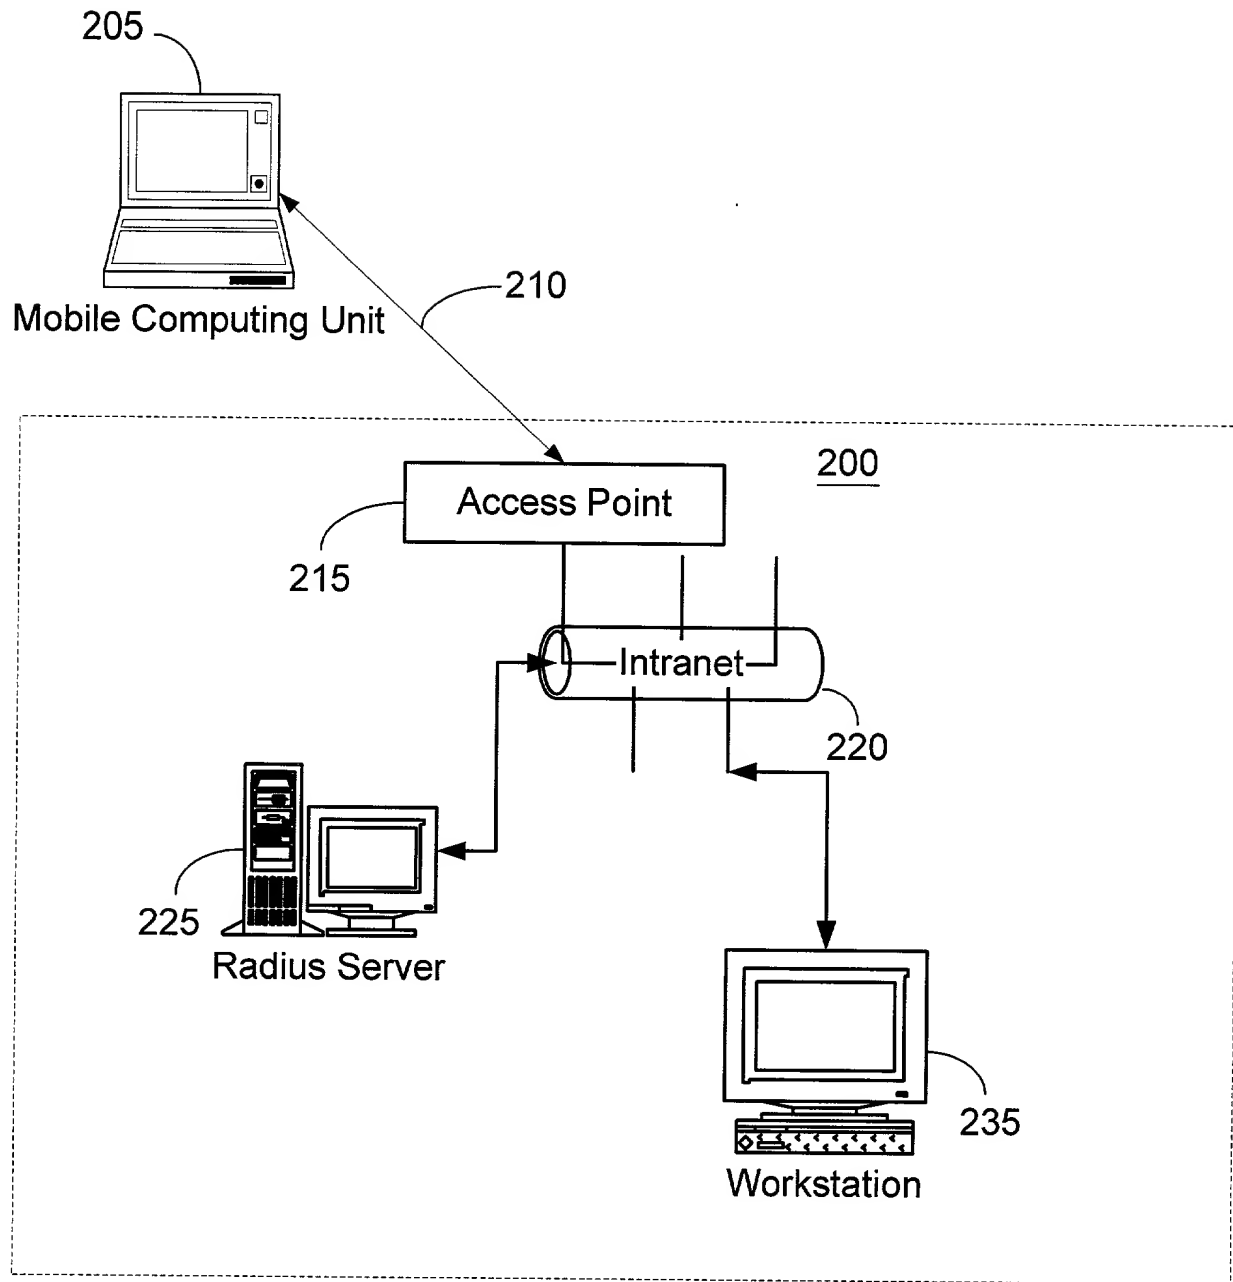 205
210
Mobile Computing Unit
200
Access Point
215
Intranet
220
225
Radius Server
235
Workstation